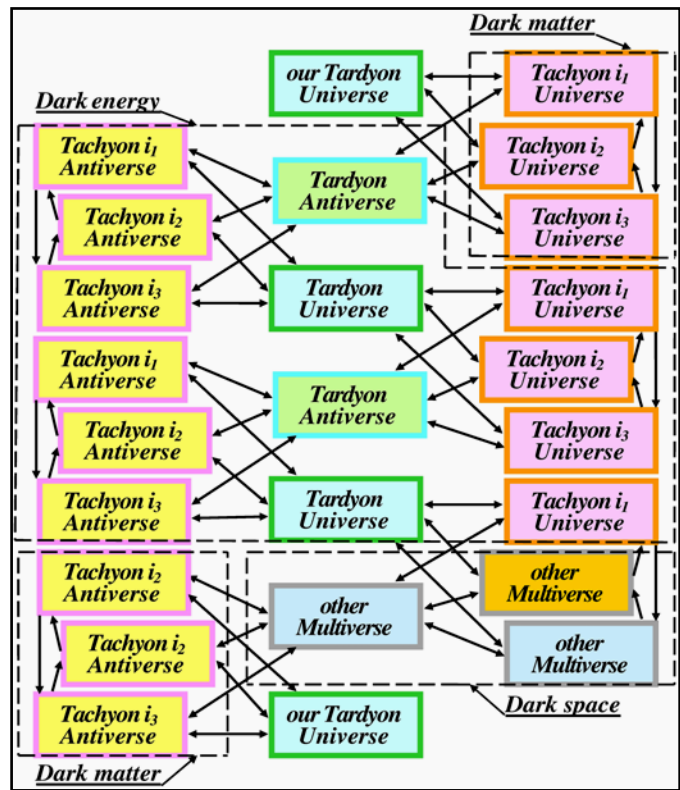 Dark matter
our Tardyon
Universe
Tachyon i1
Universe
Dark energy
Tachyon i1
Antiverse
Tachyon i2
Universe
Tardyon
Antiverse
Tachyon i2
Antiverse
Tachyon i3
Universe
Tachyon i3
Antiverse
Tardyon
Universe
Tachyon i1
Universe
Tachyon i1
Antiverse
Tachyon i2
Universe
Tardyon
Antiverse
Tachyon i2
Antiverse
Tachyon i3
Universe
Tachyon i3
Antiverse
Tardyon
Universe
Tachyon i1
Universe
Tachyon i2
Antiverse
other
Multiverse
other
Multiverse
Tachyon i2
Antiverse
other
Multiverse
Tachyon i3
Antiverse
our Tardyon
Universe
Dark space
Dark matter